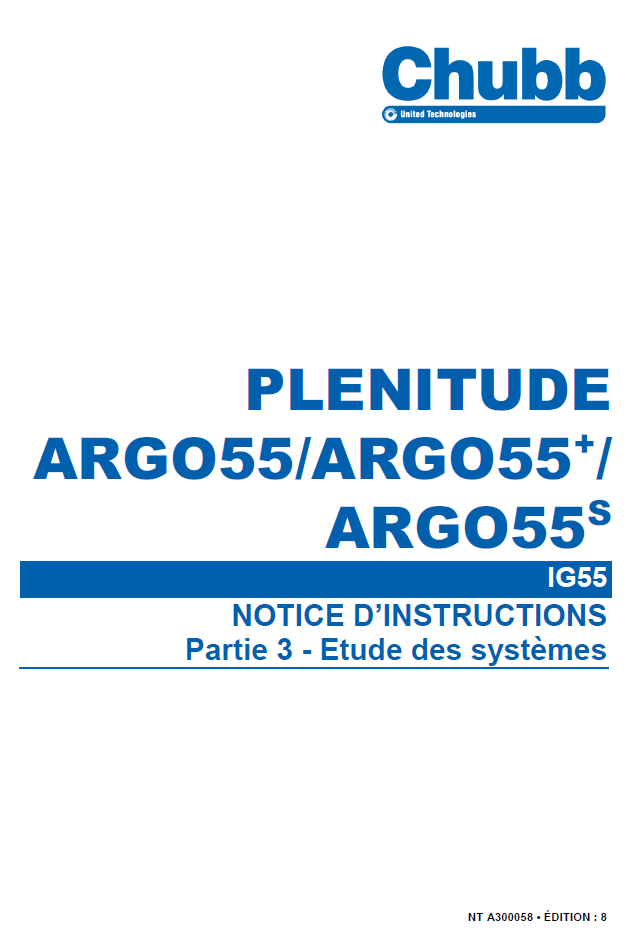 Chubb
United Technologies
PLENITUDE
ARGO55/ARGO55⁺/
ARGO55ˢ
IG55
NOTICE D'INSTRUCTIONS
Partie 3 - Etude des systèmes
NT A300058 • ÉDITION : 8